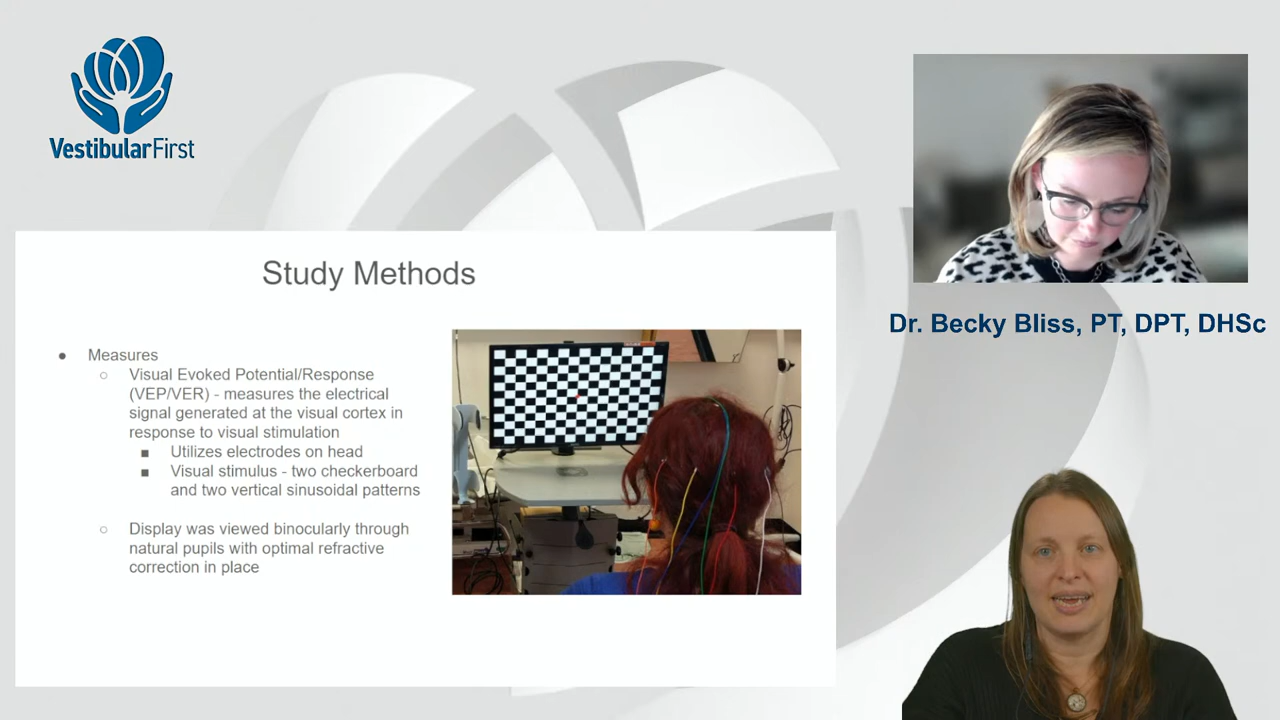 VestibularFirst
Study Methods
● Measures
○ Visual Evoked Potential/Response
(VEP/VER) - measures the electrical
signal generated at the visual cortex in
response to visual stimulation
■ Utilizes electrodes on head
■ Visual stimulus - two checkerboard
and two vertical sinusoidal patterns
○ Display was viewed binocularly through
natural pupils with optimal refractive
correction in place
Dr. Becky Bliss, PT, DPT, DHSc